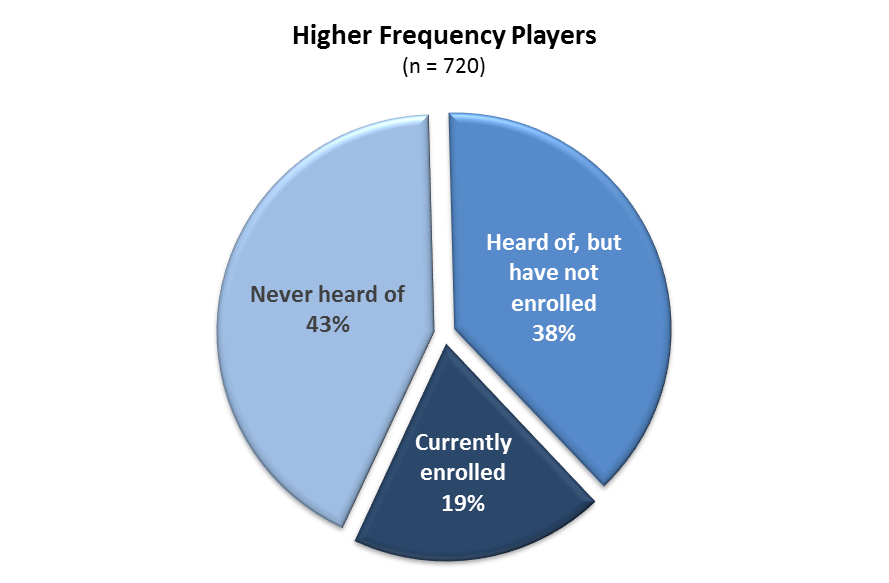 Higher Frequency Players
(n = 720)
Heard of, but
have not
enrolled
38%
Never heard of
43%
Currently
enrolled
19%